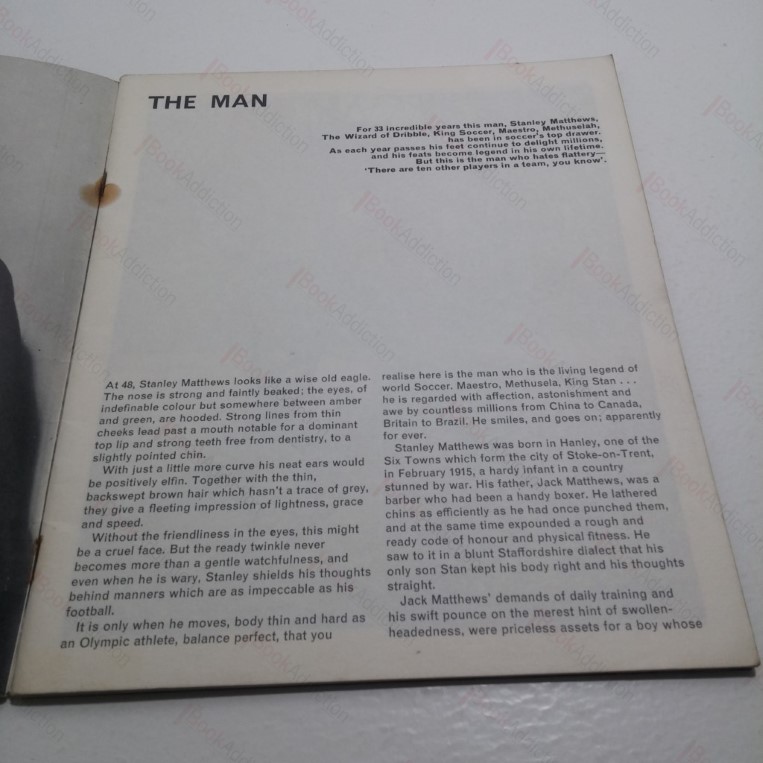 THE MAN
For 33 incredible years this man, Stanley Matthews,
The Wizard of Dribble, King Soccer, Maestro, Methuselah,
has been in soccer's top drawer.
As each year passes his feet continue to delight millions,
and his feats become legend in his own lifetime.
But this is the man who hates flattery—
'There are ten other players in a team, you know'.
At 48, Stanley Matthews looks like a wise old eagle.
The nose is strong and faintly beaked; the eyes, of
indefinable colour but somewhere between amber
and green, are hooded. Strong lines from thin
cheeks lead past a mouth notable for a dominant
top lip and strong teeth free from dentistry, to a
slightly pointed chin.
With just a little more curve his neat ears would
be positively elfin. Together with the thin,
backswept brown hair which hasn't a trace of grey,
they give a fleeting impression of lightness, grace
and speed.
Without the friendliness in the eyes, this might
be a cruel face. But the ready twinkle never
becomes more than a gentle watchfulness, and
even when he is wary, Stanley shields his thoughts
behind manners which are as impeccable as his
football.
It is only when he moves, body thin and hard as
an Olympic athlete, balance perfect, that you
realise here is the man who is the living legend of
world Soccer. Maestro, Methusela, King Stan . . .
he is regarded with affection, astonishment and
awe by countless millions from China to Canada,
Britain to Brazil. He smiles, and goes on; apparently
for ever.
Stanley Matthews was born in Hanley, one of the
Six Towns which form the city of Stoke-on-Trent,
in February 1915, a hardy infant in a country
stunned by war. His father, Jack Matthews, was a
barber who had been a handy boxer. He lathered
chins as efficiently as he had once punched them,
and at the same time expounded a rough and
ready code of honour and physical fitness. He
saw to it in a blunt Staffordshire dialect that his
only son Stan kept his body right and his thoughts
straight.
Jack Matthews' demands of daily training and
his swift pounce on the merest hint of swollen-
headedness, were priceless assets for a boy whose
BookAddiction